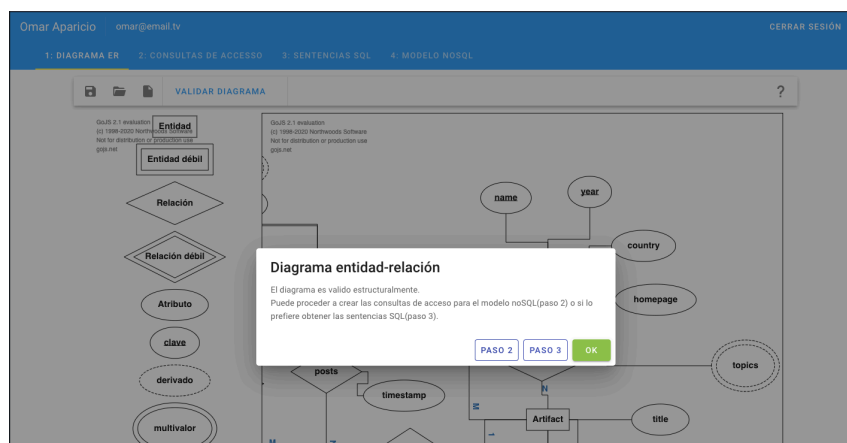 Omar Aparicio omar@email.tv CERRAR SESIÓN
1: DIAGRAMA ER 2: CONSULTAS DE ACCESSO 3: SENTENCIAS SQL 4: MODELO NOSQL
VALIDAR DIAGRAMA ?
GoJS 2.1 evaluation
(c) 1998-2020 Northwoods Software
Not for distribution or production use
gojs.net
Entidad
Entidad débil
Relación
Relación débil
Atributo
clave
derivado
multivalor
GoJS 2.1 evaluation
(c) 1998-2020 Northwoods Software
Not for distribution or production use
gojs.net
name
year
country
homepage
topics
Diagrama entidad-relación
El diagrama es valido estructuralmente.
Puede proceder a crear las consultas de acceso para el modelo noSQL(paso 2) o si lo
prefiere obtener las sentencias SQL(paso 3).
PASO 2 PASO 3 OK
posts
timestamp
N
M
Artifact
title
1